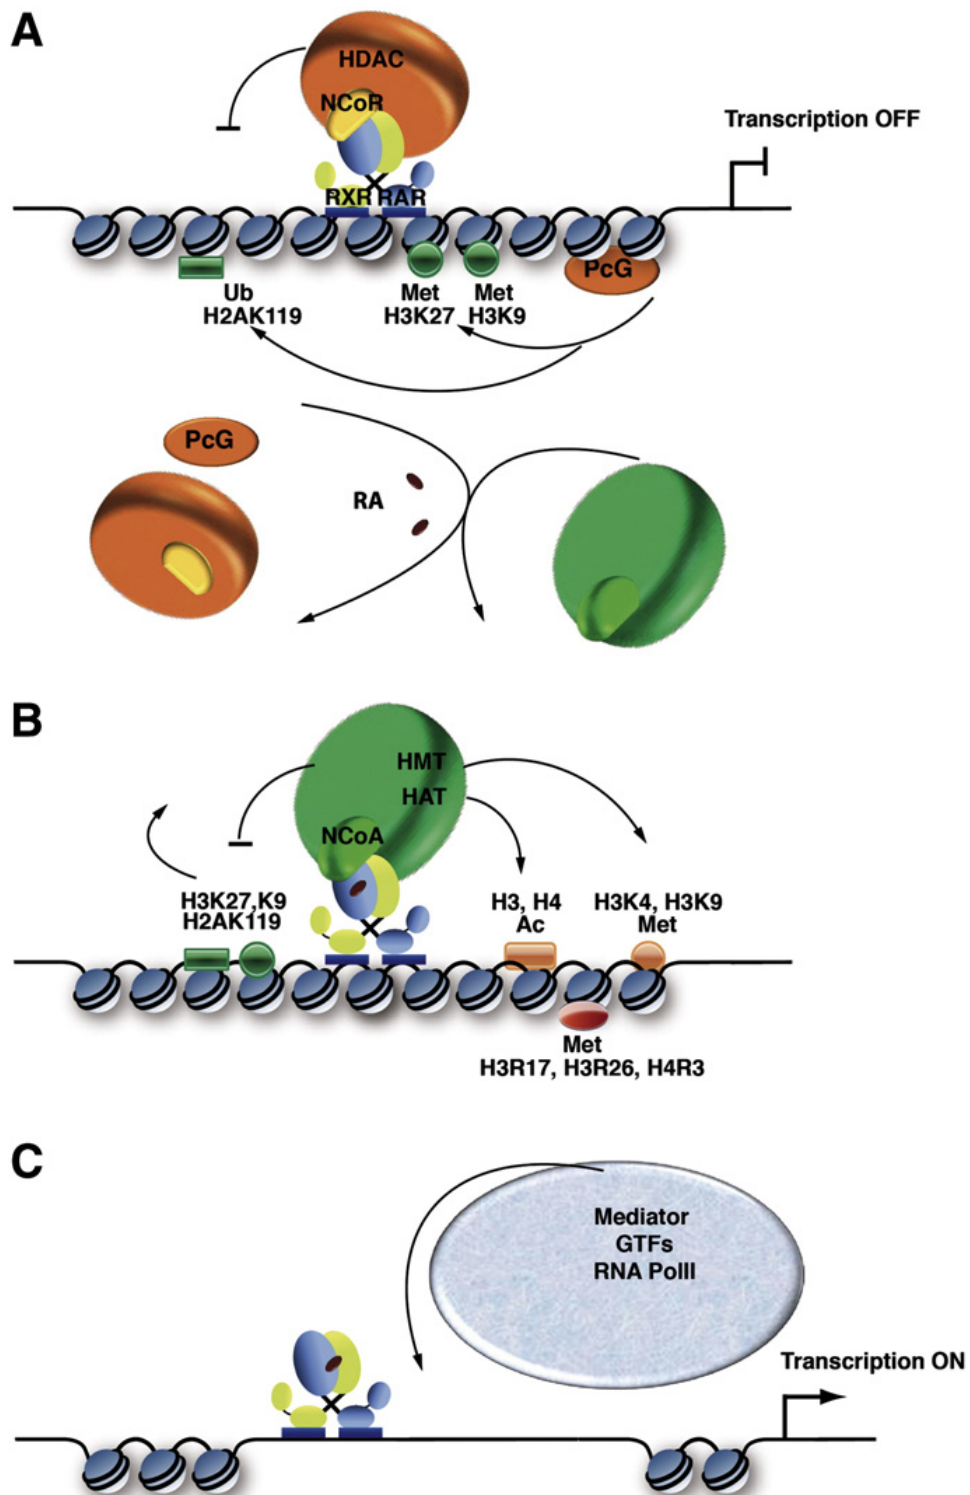 A
HDAC
NCoR
Transcription OFF
RXR RAR
PcG
Ub
H2AK119
Met
H3K27
Met
H3K9
PcG
RA
B
HMT
HAT
NCoA
H3K27,K9
H2AK119
H3, H4
Ac
H3K4, H3K9
Met
Met
H3R17, H3R26, H4R3
C
Mediator
GTFs
RNA PolII
Transcription ON